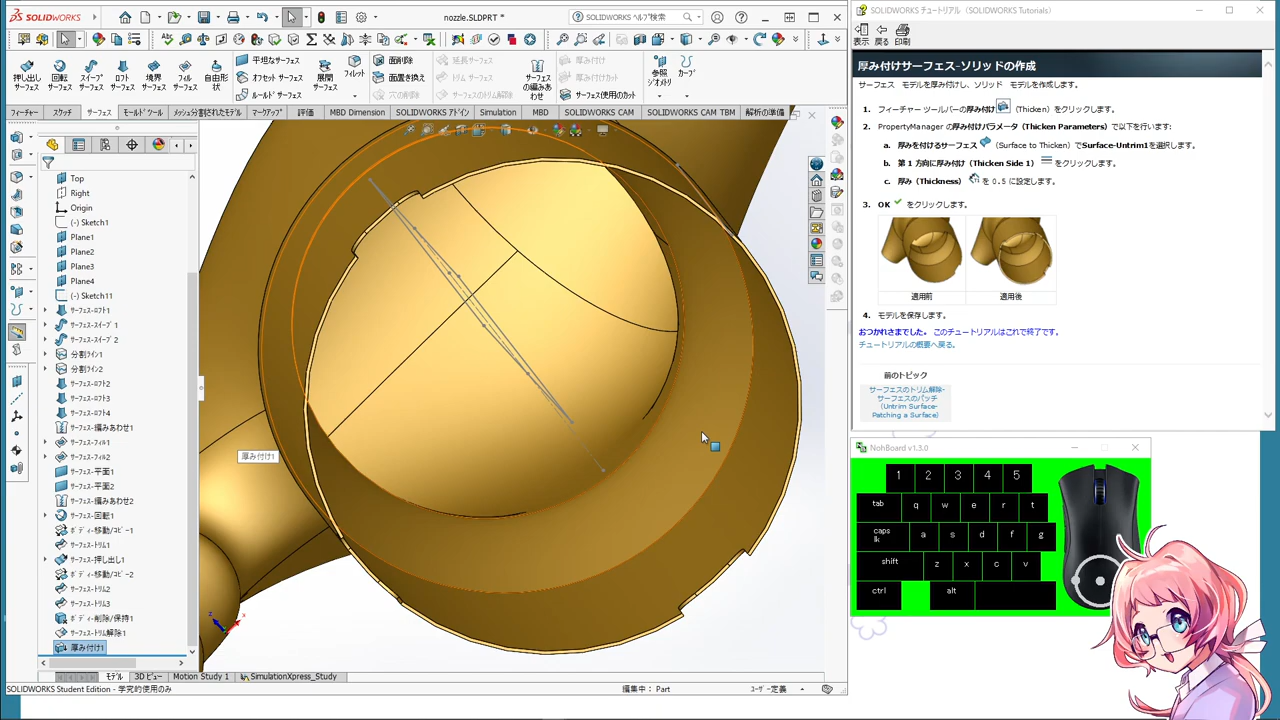 SOLIDWORKS
nozzle.SLDPRT *
SOLIDWORKS ヘルプ検索
押し出し
回転
スイープ
ロフト
境界
フィル
自由形状
平坦なサーフェス
オフセット サーフェス
ルールド サーフェス
展開
フィレット
面削除
面置き換え
穴の削除
延長サーフェス
トリム サーフェス
サーフェスのトリム解除
サーフェスの編みあわせ
厚み付け
厚み付けカット
サーフェス使用のカット
参照ジオメトリ
カーブ
フィーチャー
スケッチ
サーフェス
モールド ツール
メッシュ分割されたモデル
マークアップ
評価
MBD Dimension
SOLIDWORKS アドイン
Simulation
MBD
SOLIDWORKS CAM
SOLIDWORKS CAM TBM
解析の準備
Top
Right
Origin
(-) Sketch1
Plane1
Plane2
Plane3
Plane4
(-) Sketch11
サーフェス-ロフト1
サーフェス-スイープ1
サーフェス-スイープ2
分割ライン1
分割ライン2
サーフェス-ロフト2
サーフェス-ロフト3
サーフェス-ロフト4
サーフェス-編みあわせ1
サーフェス-フィル1
サーフェス-フィル2
サーフェス-平面1
サーフェス-平面2
サーフェス-編みあわせ2
サーフェス-回転1
ボディ-移動/コピー1
サーフェス-トリム1
サーフェス-押し出し1
ボディ-移動/コピー2
サーフェス-トリム2
サーフェス-トリム3
ボディ-削除/保持1
サーフェス-トリム解除1
厚み付け1
厚み付け1
モデル
3D ビュー
Motion Study 1
SimulationXpress_Study
SOLIDWORKS Student Edition - 学究的使用のみ
編集中： Part
ユーザー定義
SOLIDWORKS チュートリアル（SOLIDWORKS Tutorials）
表示
戻る
印刷
厚み付けサーフェス-ソリッドの作成
サーフェス モデルを厚み付けし、ソリッド モデルを作成します。
1. フィーチャー ツールバーの厚み付け (Thicken) をクリックします。
2. PropertyManager の厚み付けパラメータ (Thicken Parameters) で以下を行います:
a. 厚みを付けるサーフェス (Surface to Thicken) でSurface-Untrim1を選択します。
b. 第 1 方向に厚み付け (Thicken Side 1) をクリックします。
c. 厚み (Thickness) を 0.5 に設定します。
3. OK をクリックします。
適用前
適用後
4. モデルを保存します。
おつかれさまでした。 このチュートリアルはこれで終了です。
チュートリアルの概要へ戻る。
前のトピック
サーフェスのトリム解除-
サーフェスのパッチ
(Untrim Surface-
Patching a Surface)
NohBoard v1.3.0
1 2 3 4 5
tab q w e r t
caps lk a s d f g
shift z x c v
ctrl alt